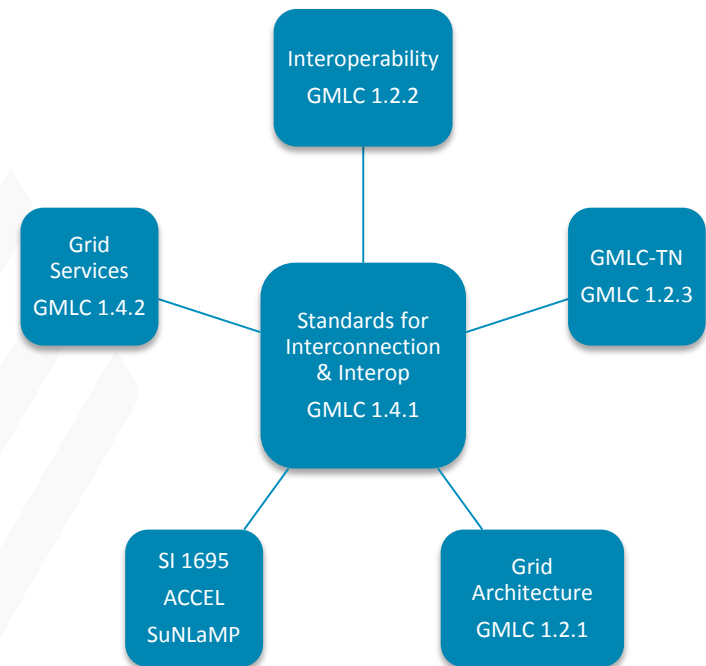 Interoperability
GMLC 1.2.2
Grid
Services
GMLC 1.4.2
GMLC-TN
GMLC 1.2.3
Standards for
Interconnection
& Interop
GMLC 1.4.1
SI 1695
ACCEL
SuNLaMP
Grid
Architecture
GMLC 1.2.1